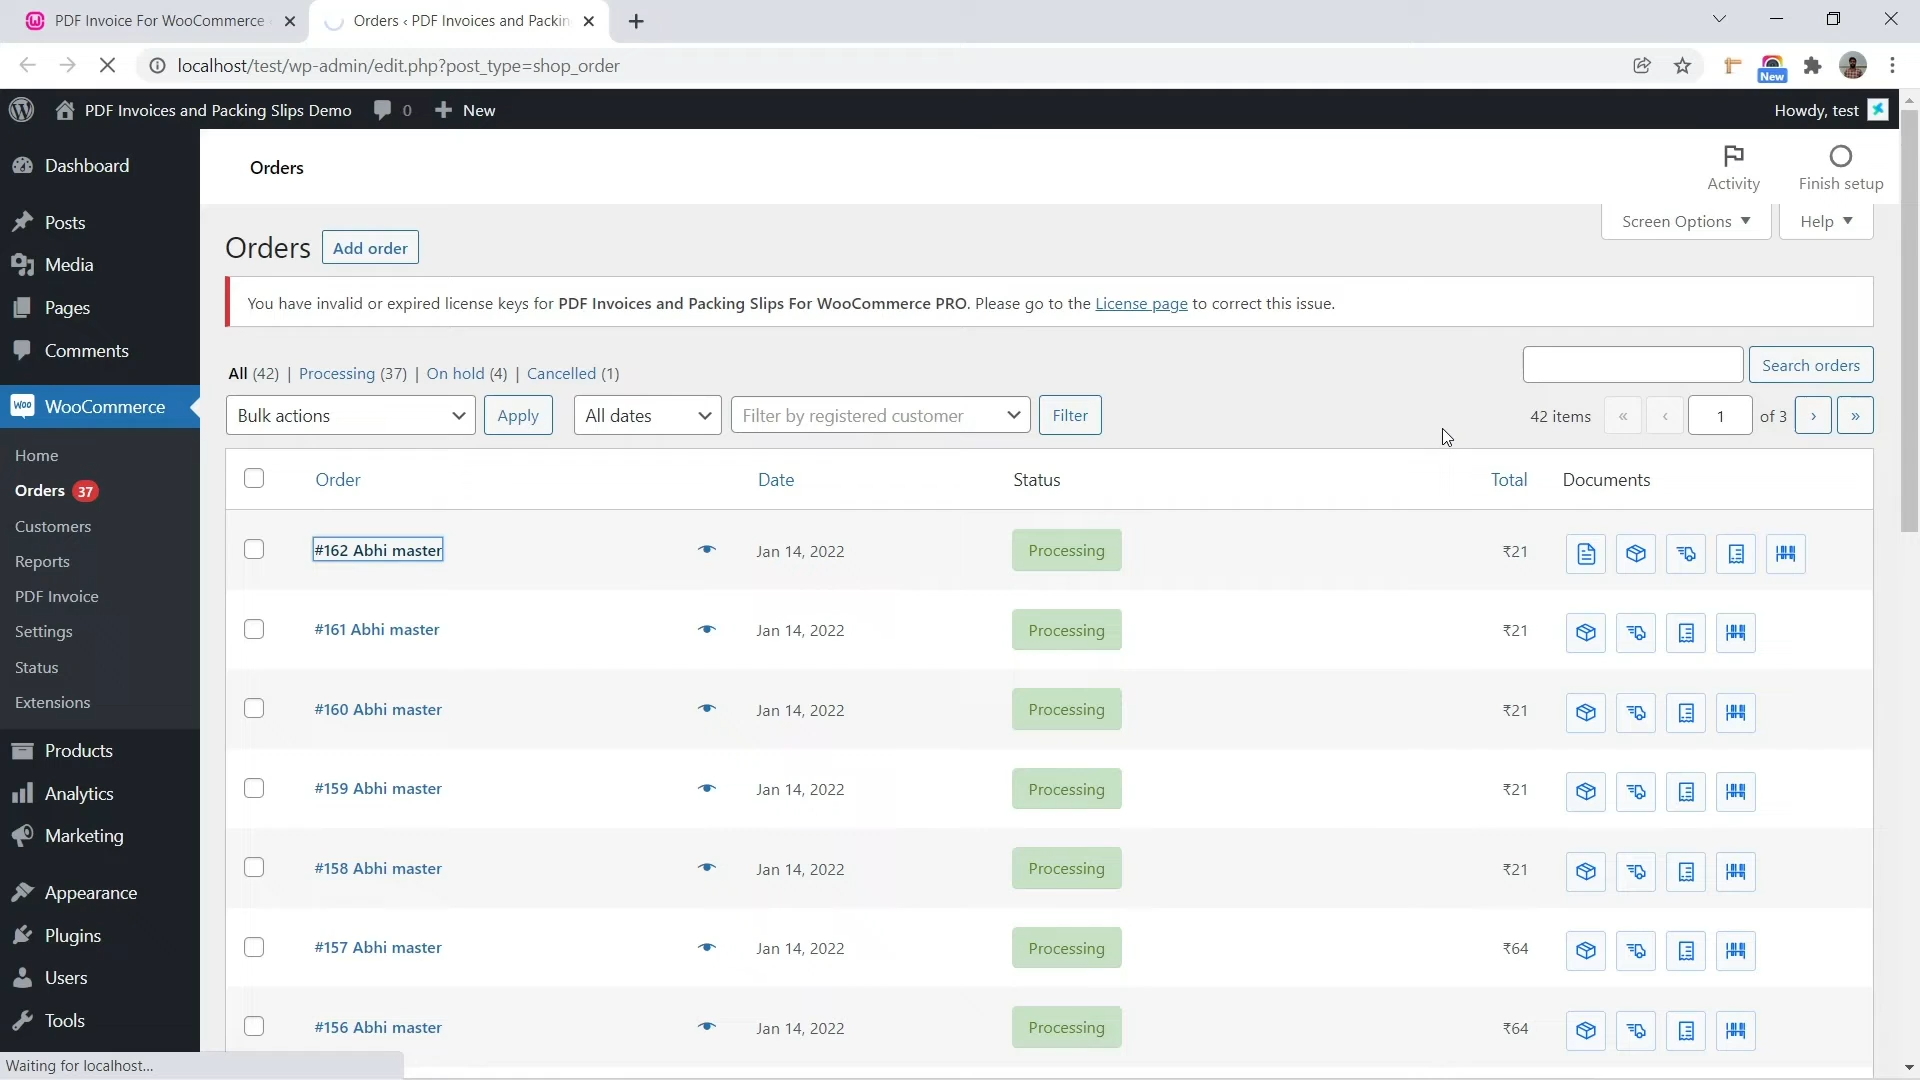 PDF Invoice For WooCommerce
Orders ‹ PDF Invoices and Packin
localhost/test/wp-admin/edit.php?post_type=shop_order
New
PDF Invoices and Packing Slips Demo 0 New
Howdy, test
Dashboard
Posts
Media
Pages
Comments
WooCommerce
Home
Orders 37
Customers
Reports
PDF Invoice
Settings
Status
Extensions
Products
Analytics
Marketing
Appearance
Plugins
Users
Tools
Orders
Activity
Finish setup
Screen Options
Help
Orders
Add order
You have invalid or expired license keys for PDF Invoices and Packing Slips For WooCommerce PRO. Please go to the License page to correct this issue.
All (42) | Processing (37) | On hold (4) | Cancelled (1)
Search orders
Bulk actions
Apply
All dates
Filter by registered customer
Filter
42 items « ‹ 1 of 3 › »
Order Date Status Total Documents
#162 Abhi master Jan 14, 2022 Processing ₹21
#161 Abhi master Jan 14, 2022 Processing ₹21
#160 Abhi master Jan 14, 2022 Processing ₹21
#159 Abhi master Jan 14, 2022 Processing ₹21
#158 Abhi master Jan 14, 2022 Processing ₹21
#157 Abhi master Jan 14, 2022 Processing ₹64
#156 Abhi master Jan 14, 2022 Processing ₹64
Waiting for localhost...